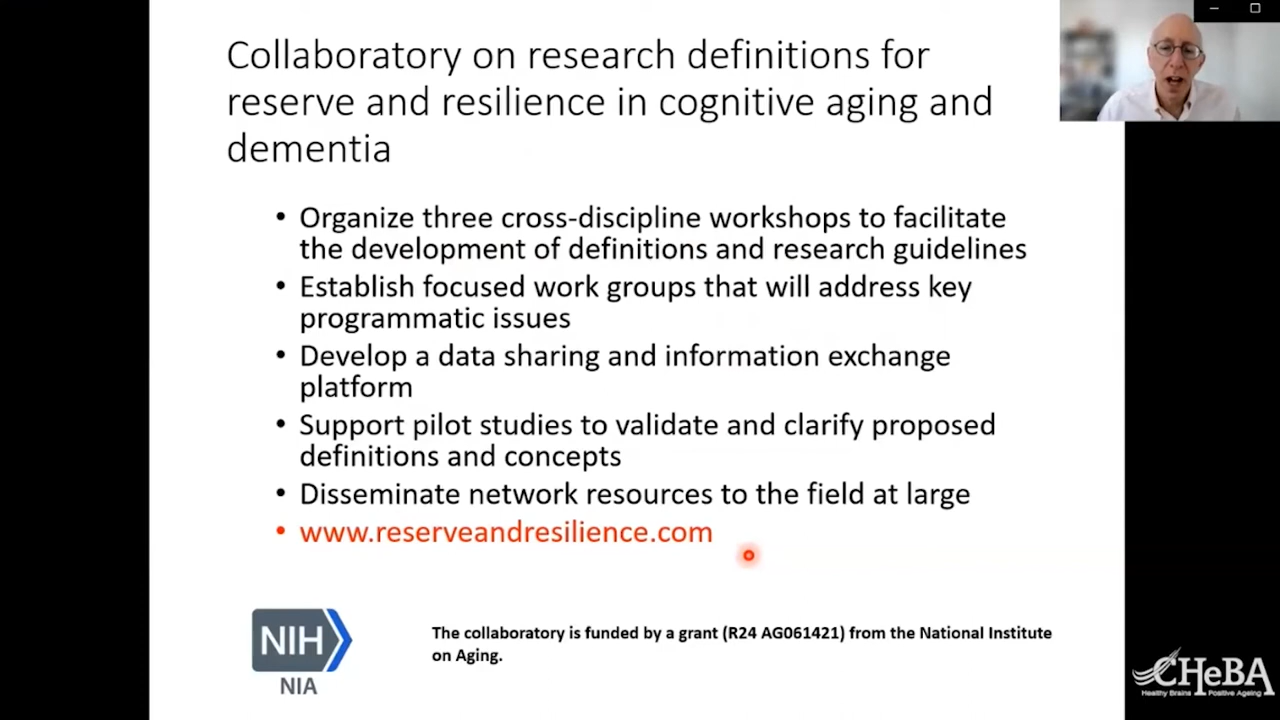 Collaboratory on research definitions for
reserve and resilience in cognitive aging and
dementia
• Organize three cross-discipline workshops to facilitate
the development of definitions and research guidelines
• Establish focused work groups that will address key
programmatic issues
• Develop a data sharing and information exchange
platform
• Support pilot studies to validate and clarify proposed
definitions and concepts
• Disseminate network resources to the field at large
• www.reserveandresilience.com
NIH
NIA
The collaboratory is funded by a grant (R24 AG061421) from the National Institute
on Aging.
CHeBA
Healthy Brains Positive Ageing